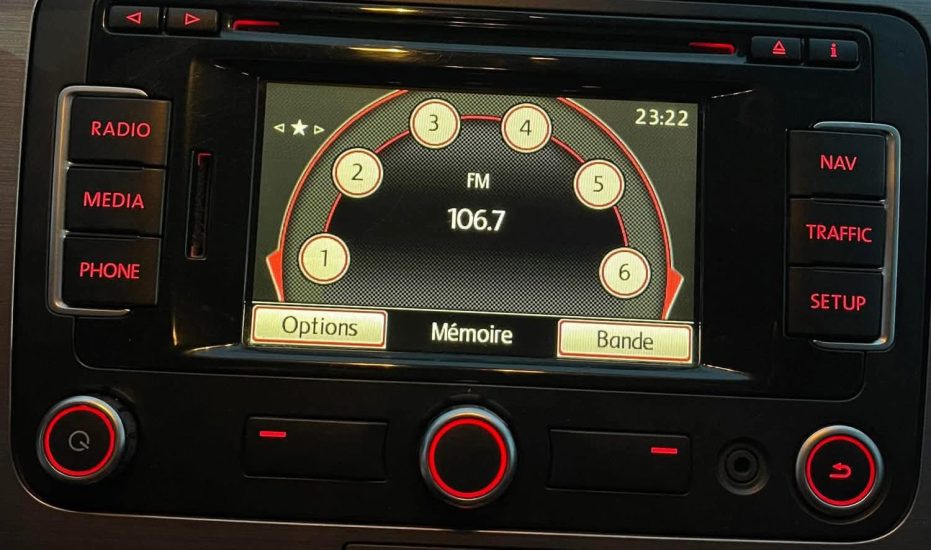 RADIO
MEDIA
PHONE
23:22
3
4
2
5
1
6
FM
106.7
Options
Mémoire
Bande
i
NAV
TRAFFIC
SETUP